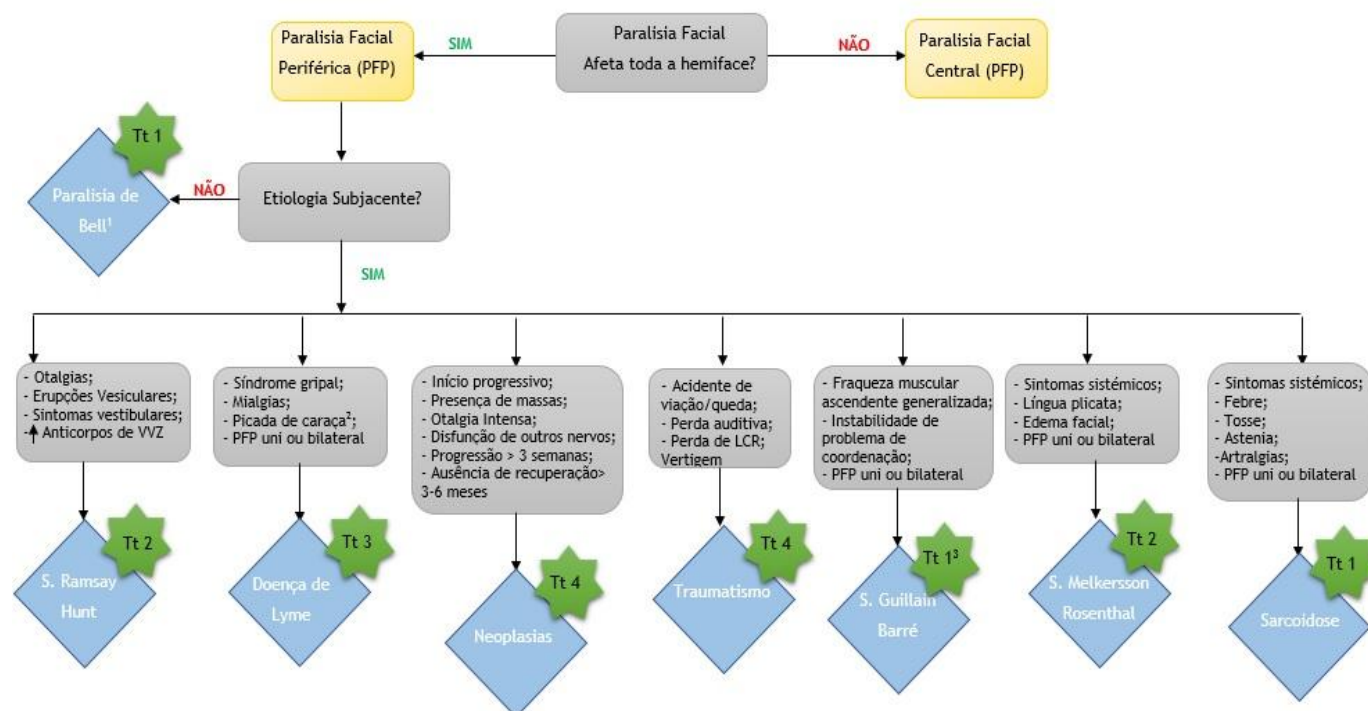 Paralisia Facial
Periférica (PFP)
SIM
Paralisia Facial
Afeta toda a hemiface?
NÃO
Paralisia Facial
Central (PFP)
Tt 1
Paralisia de
Bell¹
NÃO
Etiologia Subjacente?
SIM
- Otalgias;
- Erupções Vesiculares;
- Sintomas vestibulares;
-↑ Anticorpos de VVZ
- Síndrome gripal;
- Mialgias;
- Picada de caraça²;
- PFP uni ou bilateral
- Início progressivo;
- Presença de massas;
- Otalgia Intensa;
- Disfunção de outros nervos;
- Progressão > 3 semanas;
- Ausência de recuperação>
3-6 meses
- Acidente de
viação/queda;
- Perda auditiva;
- Perda de LCR;
Vertigem
- Fraqueza muscular
ascendente generalizada;
- Instabilidade de
problema de
coordenação;
- PFP uni ou bilateral
- Sintomas sistémicos;
- Língua plicata;
- Edema facial;
- PFP uni ou bilateral
- Sintomas sistémicos;
- Febre;
- Tosse;
- Astenia;
-Artralgias;
- PFP uni ou bilateral
Tt 2
S. Ramsay
Hunt
Tt 3
Doença de
Lyme
Tt 4
Neoplasias
Tt 4
Traumatismo
Tt 1³
S. Guillain
Barré
Tt 2
S. Melkersson
Rosenthal
Tt 1
Sarcoidose